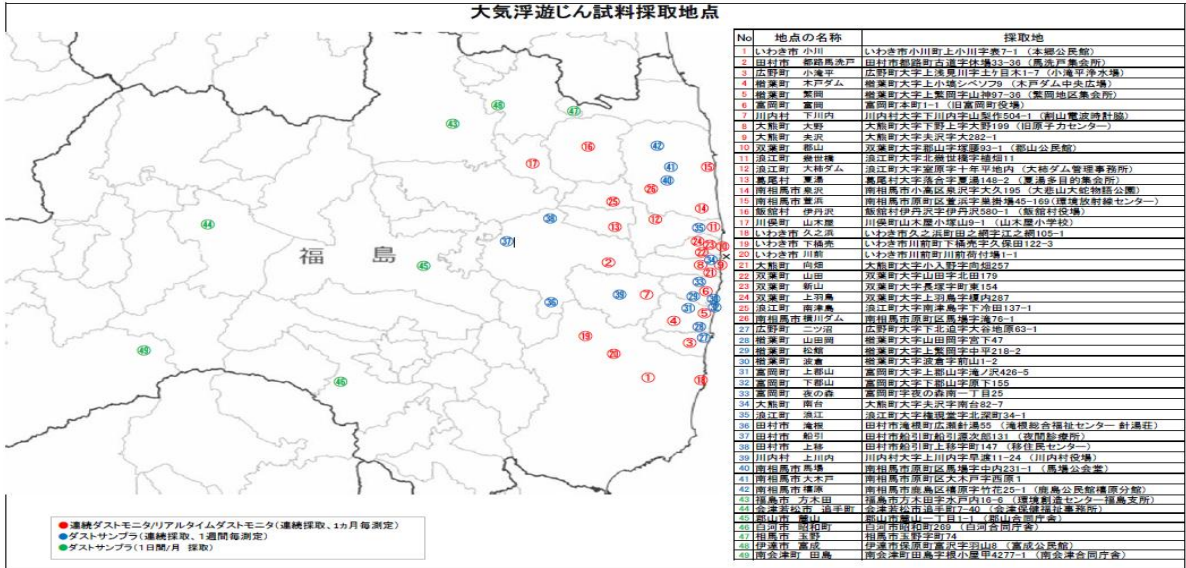 大気浮遊じん試料採取地点
福島
No 地点の名称 採取地
1 いわき市 小川 いわき市小川町上小川字表7-1 (本郷公民館)
2 田村市 都路馬洗戸 田村市都路町古道字休場33-36 (馬洗戸集会所)
3 広野町 小滝平 広野町大字上浅見川字土ケ目木1-7 (小滝平浄水場)
4 楢葉町 木戸ダム 楢葉町大字上小塙シベソフ9 (木戸ダム中央広場)
5 楢葉町 繁岡 楢葉町大字上繁岡字山神97-36 (繁岡地区集会所)
6 富岡町 富岡 富岡町本町1-1 (旧富岡町役場)
7 川内村 下川内 川内村大字下川内字山梨作504-1 (割山電波時計脇)
8 大熊町 大野 大熊町大字下野上字大野199 (旧原子力センター)
9 大熊町 夫沢 大熊町大字夫沢字大282-1
10 双葉町 郡山 双葉町大字郡山字塚腰93-1 (郡山公民館)
11 浪江町 幾世橋 浪江町大字北幾世橋字植畑11
12 浪江町 大柿ダム 浪江町大字室原字十年平地内 (大柿ダム管理事務所)
13 葛尾村 夏湯 葛尾村大字落合字夏湯148-2 (夏湯多目的集会所)
14 南相馬市 泉沢 南相馬市小高区泉沢字大久195 (大悲山大蛇物語公園)
15 南相馬市 萱浜 南相馬市原町区萱浜字巣掛場45-169 (環境放射線センター)
16 飯舘村 伊丹沢 飯舘村伊丹沢字伊丹沢580-1 (飯舘村役場)
17 川俣町 山木屋 川俣町山木屋小塚山9-1 (山木屋小学校)
18 いわき市 久之浜 いわき市久之浜町田之網字江之網105-1
19 いわき市 下桶売 いわき市川前町下桶売字久保田122-3
20 いわき市 川前 いわき市川前町川前荷付場1-1
21 大熊町 向畑 大熊町大字小入野字向畑257
22 双葉町 山田 双葉町大字山田字北田179
23 双葉町 新山 双葉町大字長塚字町東154
24 双葉町 上羽鳥 双葉町大字上羽鳥字榎内287
25 浪江町 南津島 浪江町大字南津島字下冷田137-1
26 南相馬市 横川ダム 南相馬市原町区馬場字滝76-1
27 広野町 二ツ沼 広野町大字下北迫字大谷地原63-1
28 楢葉町 山田岡 楢葉町大字山田岡字宮下47
29 楢葉町 松館 楢葉町大字上繁岡字中平218-2
30 楢葉町 波倉 楢葉町大字波倉字前山1-2
31 富岡町 上郡山 富岡町大字上郡山字滝ノ沢426-5
32 富岡町 下郡山 富岡町大字下郡山字原下155
33 富岡町 夜の森 富岡町字夜の森南一丁目25
34 大熊町 南台 大熊町大字夫沢字南台82-7
35 浪江町 浪江 浪江町大字権現堂字北深町34-1
36 田村市 滝根 田村市滝根町広瀬針湯55 (滝根総合福祉センター 針湯荘)
37 田村市 船引 田村市船引町船引源次郎131 (夜間診療所)
38 田村市 上移 田村市船引町上移字町147 (移住民センター)
39 川内村 上川内 川内村大字上川内字早渡11-24 (川内村役場)
40 南相馬市 馬場 南相馬市原町区馬場字中内231-1 (馬場公会堂)
41 南相馬市 大木戸 南相馬市原町区大木戸字西原1
42 南相馬市 橲原 南相馬市鹿島区橲原字竹花25-1 (鹿島公民館橲原分館)
43 福島市 方木田 福島市方木田字水戸内16-6 (環境創造センター福島支所)
44 会津若松市 追手町 会津若松市追手町7-40 (会津保健福祉事務所)
45 郡山市 麓山 郡山市麓山一丁目1-1 (郡山合同庁舎)
46 白河市 昭和町 白河市昭和町269 (白河合同庁舎)
47 相馬市 玉野 相馬市玉野字町74
48 伊達市 富成 伊達市保原町富沢字羽山8 (富成公民館)
49 南会津町 田島 南会津町田島字根小屋甲4277-1 (南会津合同庁舎)
●連続ダストモニタ/リアルタイムダストモニタ(連続採取、1ヵ月毎測定)
●ダストサンプラ(連続採取、1週間毎測定)
●ダストサンプラ(1日間/月 採取)